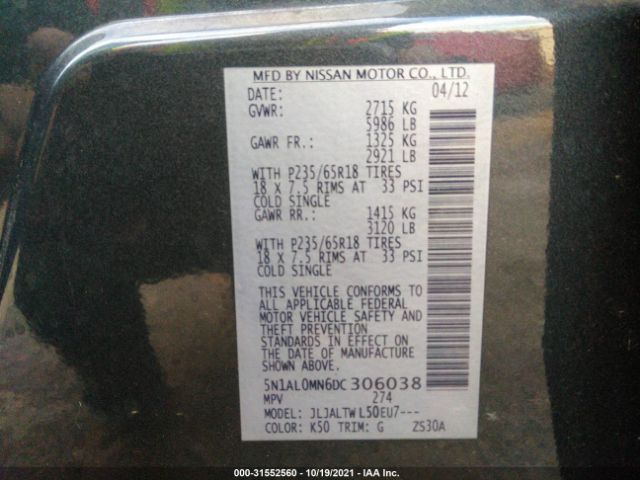 MFD BY NISSAN MOTOR CO., LTD.
DATE: 04/12
GVWR: 2715 KG
5986 LB
GAWR FR.: 1325 KG
2921 LB
WITH P235/65R18 TIRES
18 X 7.5 RIMS AT 33 PSI
COLD SINGLE
GAWR RR.: 1415 KG
3120 LB
WITH P235/65R18 TIRES
18 X 7.5 RIMS AT 33 PSI
COLD SINGLE
THIS VEHICLE CONFORMS TO
ALL APPLICABLE FEDERAL
MOTOR VEHICLE SAFETY AND
THEFT PREVENTION
STANDARDS IN EFFECT ON
THE DATE OF MANUFACTURE
SHOWN ABOVE.
5N1AL0MN6DC306038
MPV 274
MODEL: JLJALTWL50EU7---
COLOR: K50 TRIM: G ZS30A
000-31552560 - 10/19/2021 - IAA Inc.